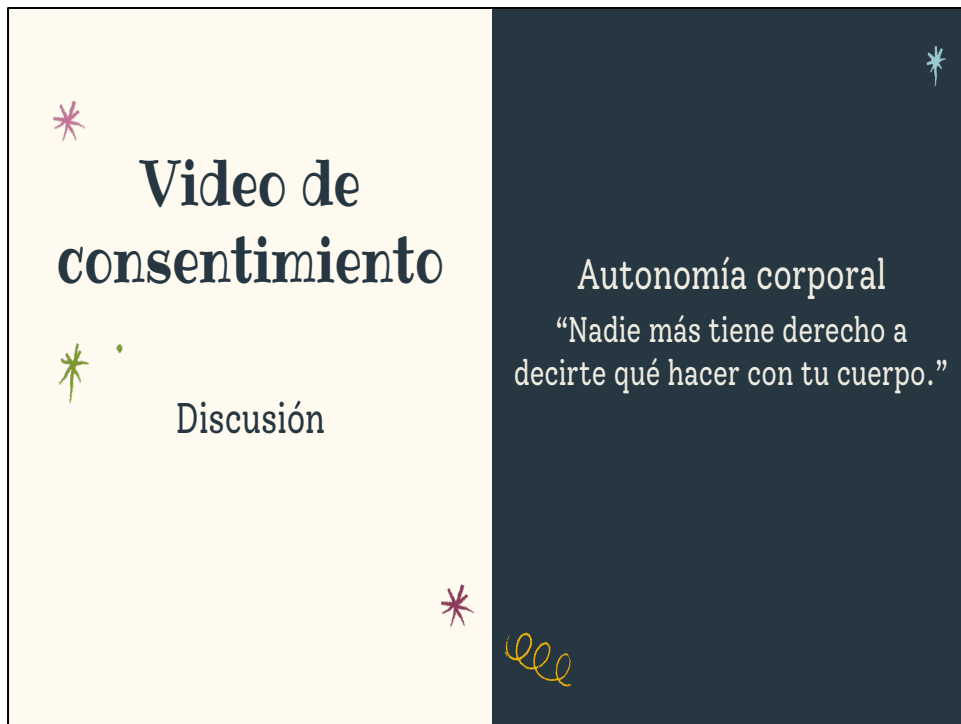 Video de
consentimiento
Discusión
Autonomía corporal
“Nadie más tiene derecho a
decirte qué hacer con tu cuerpo.”